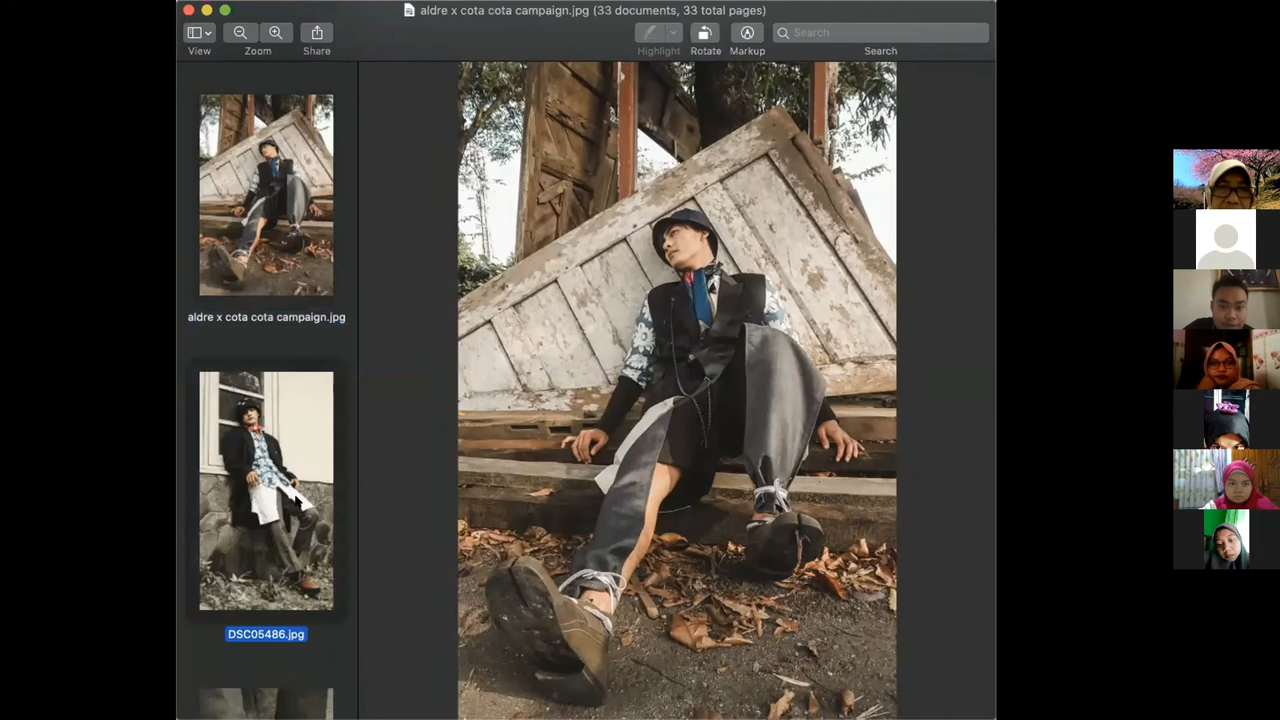 aldre x cota cota campaign.jpg (33 documents, 33 total pages)
View
Zoom
Share
Highlight
Rotate
Markup
Search
Search
aldre x cota cota campaign.jpg
DSC05486.jpg